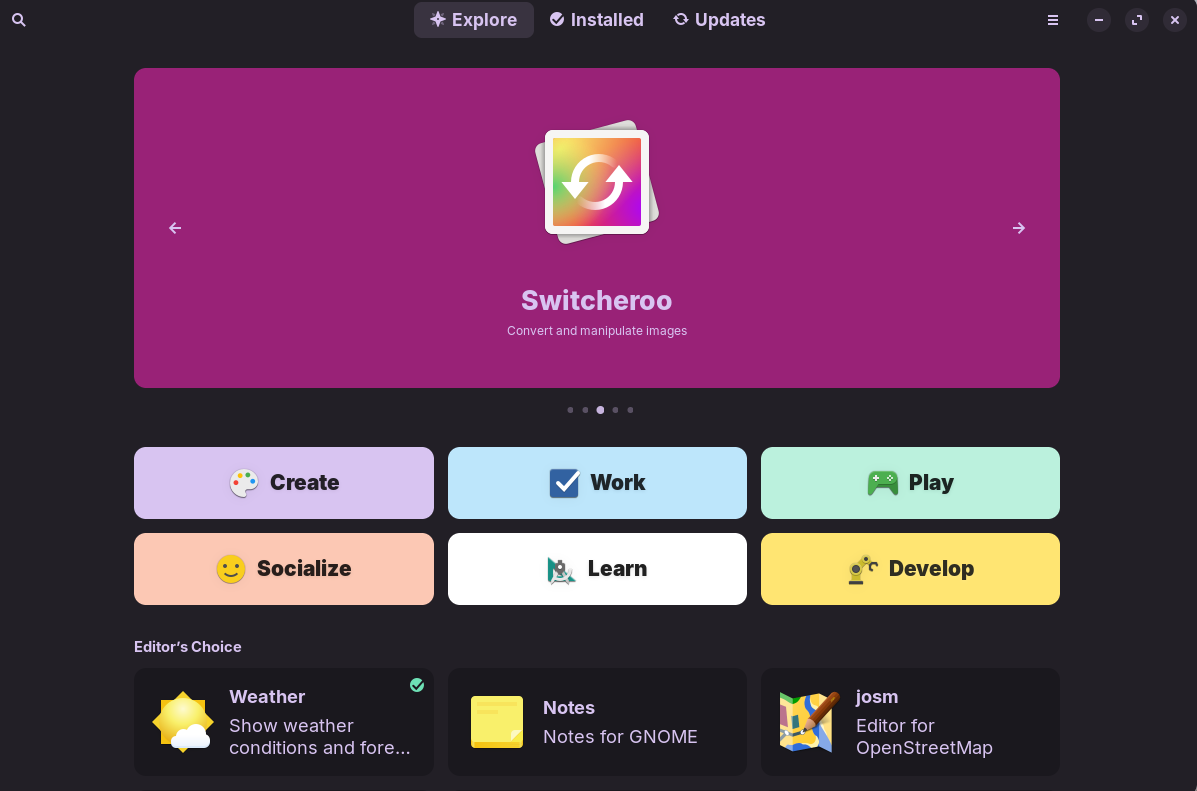 Explore
Installed
Updates
Switcheroo
Convert and manipulate images
Create
Work
Play
Socialize
Learn
Develop
Editor's Choice
Weather
Show weather
conditions and fore...
Notes
Notes for GNOME
josm
Editor for
OpenStreetMap